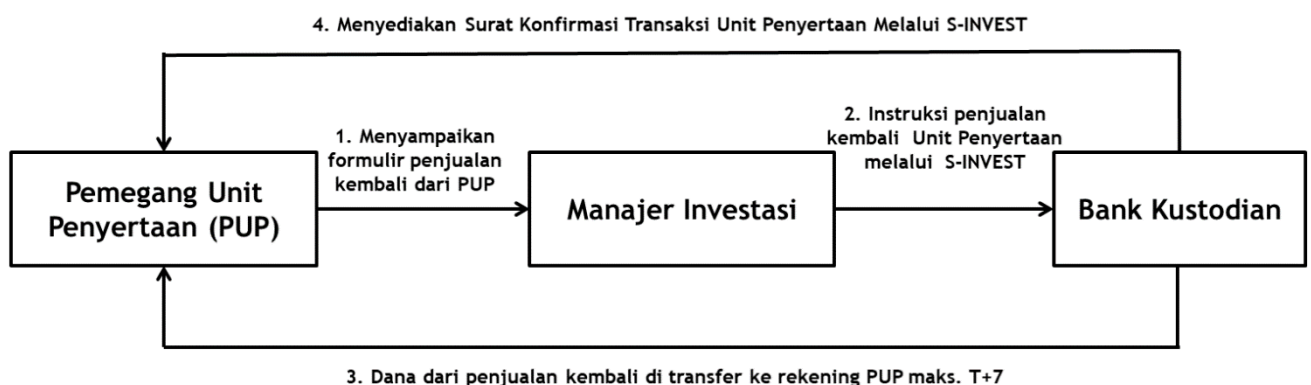 4. Menyediakan Surat Konfirmasi Transaksi Unit Penyertaan Melalui S-INVEST
1. Menyampaikan
formulir penjualan
kembali dari PUP
2. Instruksi penjualan
kembali Unit Penyertaan
melalui S-INVEST
Pemegang Unit
Penyertaan (PUP)
Manajer Investasi
Bank Kustodian
3. Dana dari penjualan kembali di transfer ke rekening PUP maks. T+7